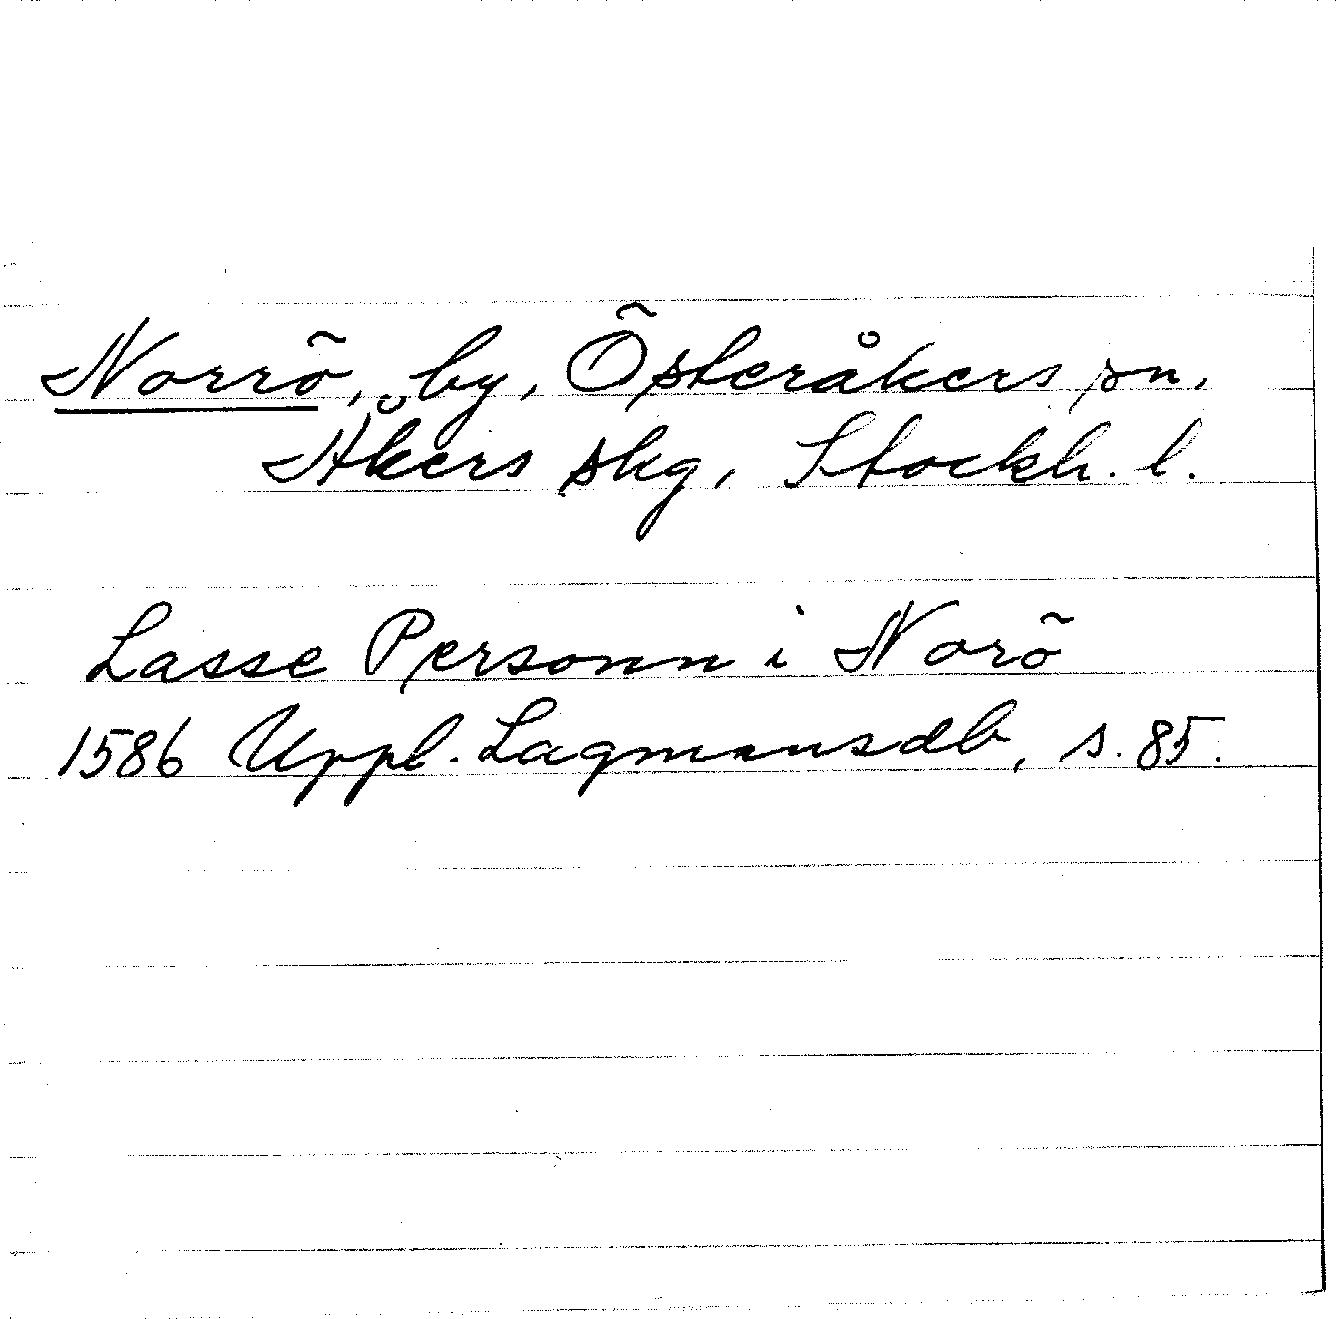 Norrö, by, Österåkers sn,
Åkers skg, Stockh. l.
Lasse Personn i Norö
1586 Uppl. Lagmansdb, s. 85.